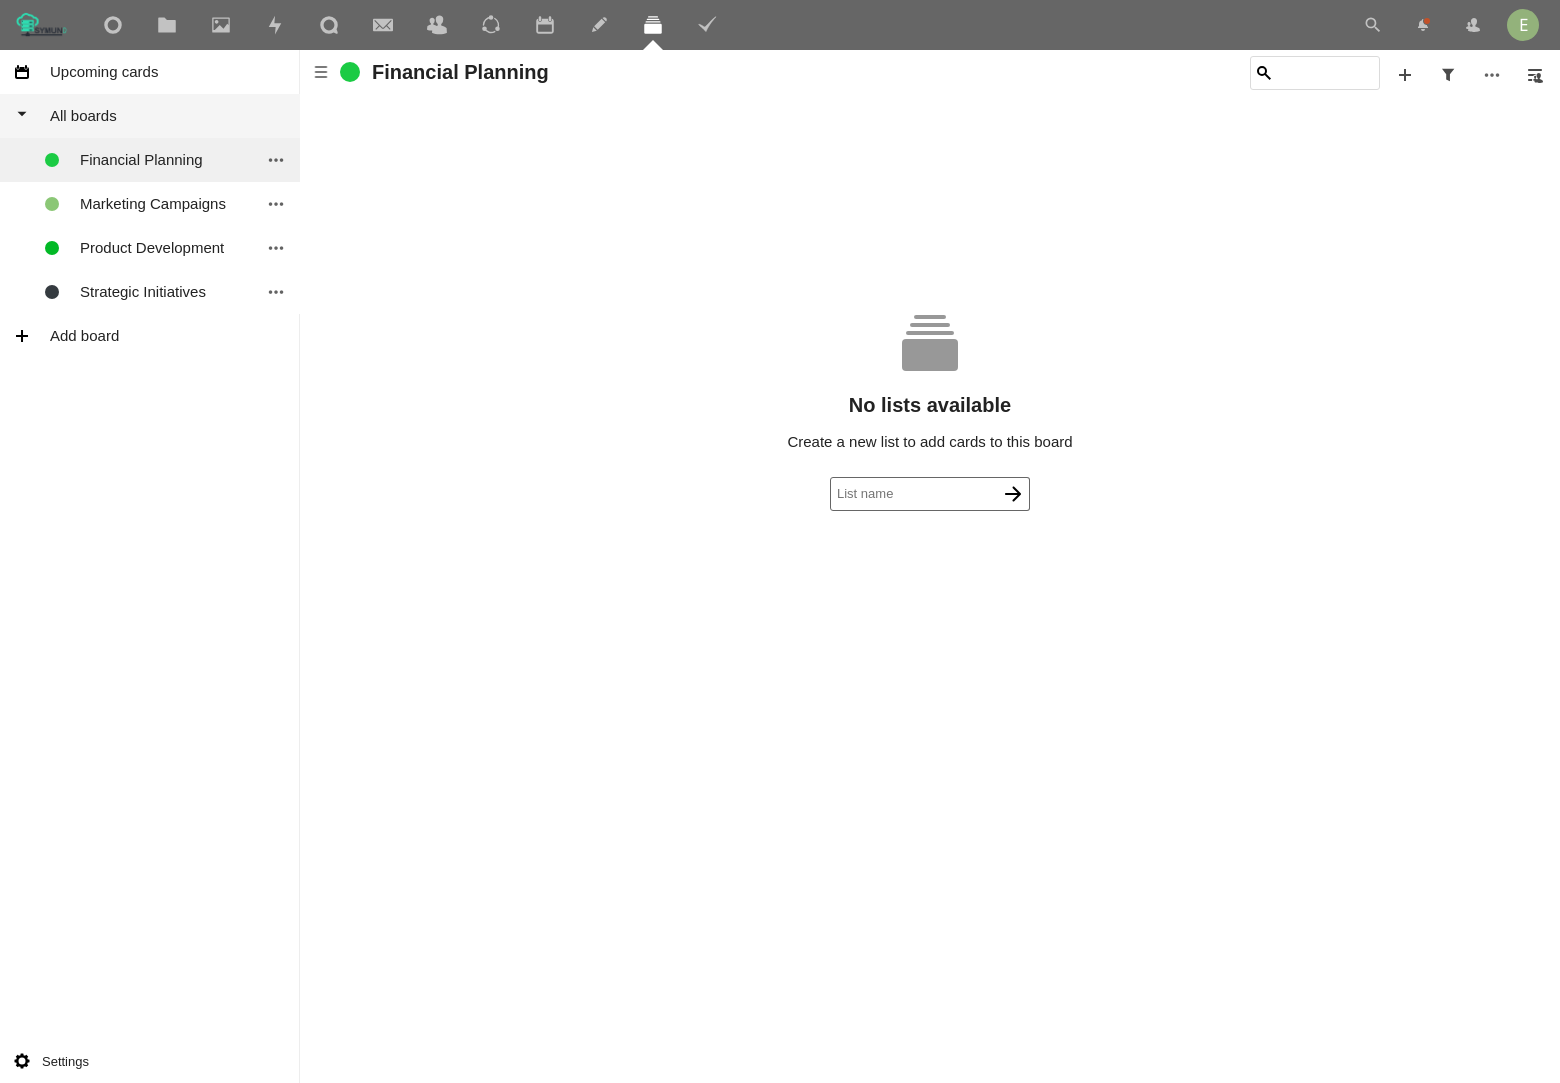 E
Upcoming cards
All boards
Financial Planning
Marketing Campaigns
Product Development
Strategic Initiatives
Add board
Settings
Financial Planning
No lists available
Create a new list to add cards to this board
List name